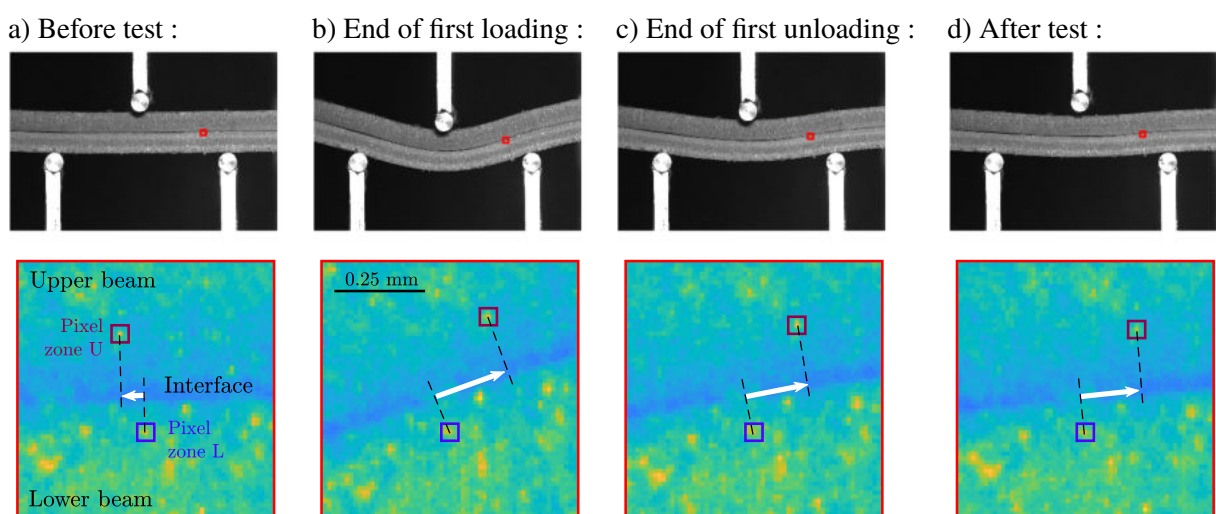 a) Before test :
b) End of first loading :
c) End of first unloading :
d) After test :
Upper beam
Pixel
zone U
Interface
Pixel
zone L
Lower beam
0.25 mm